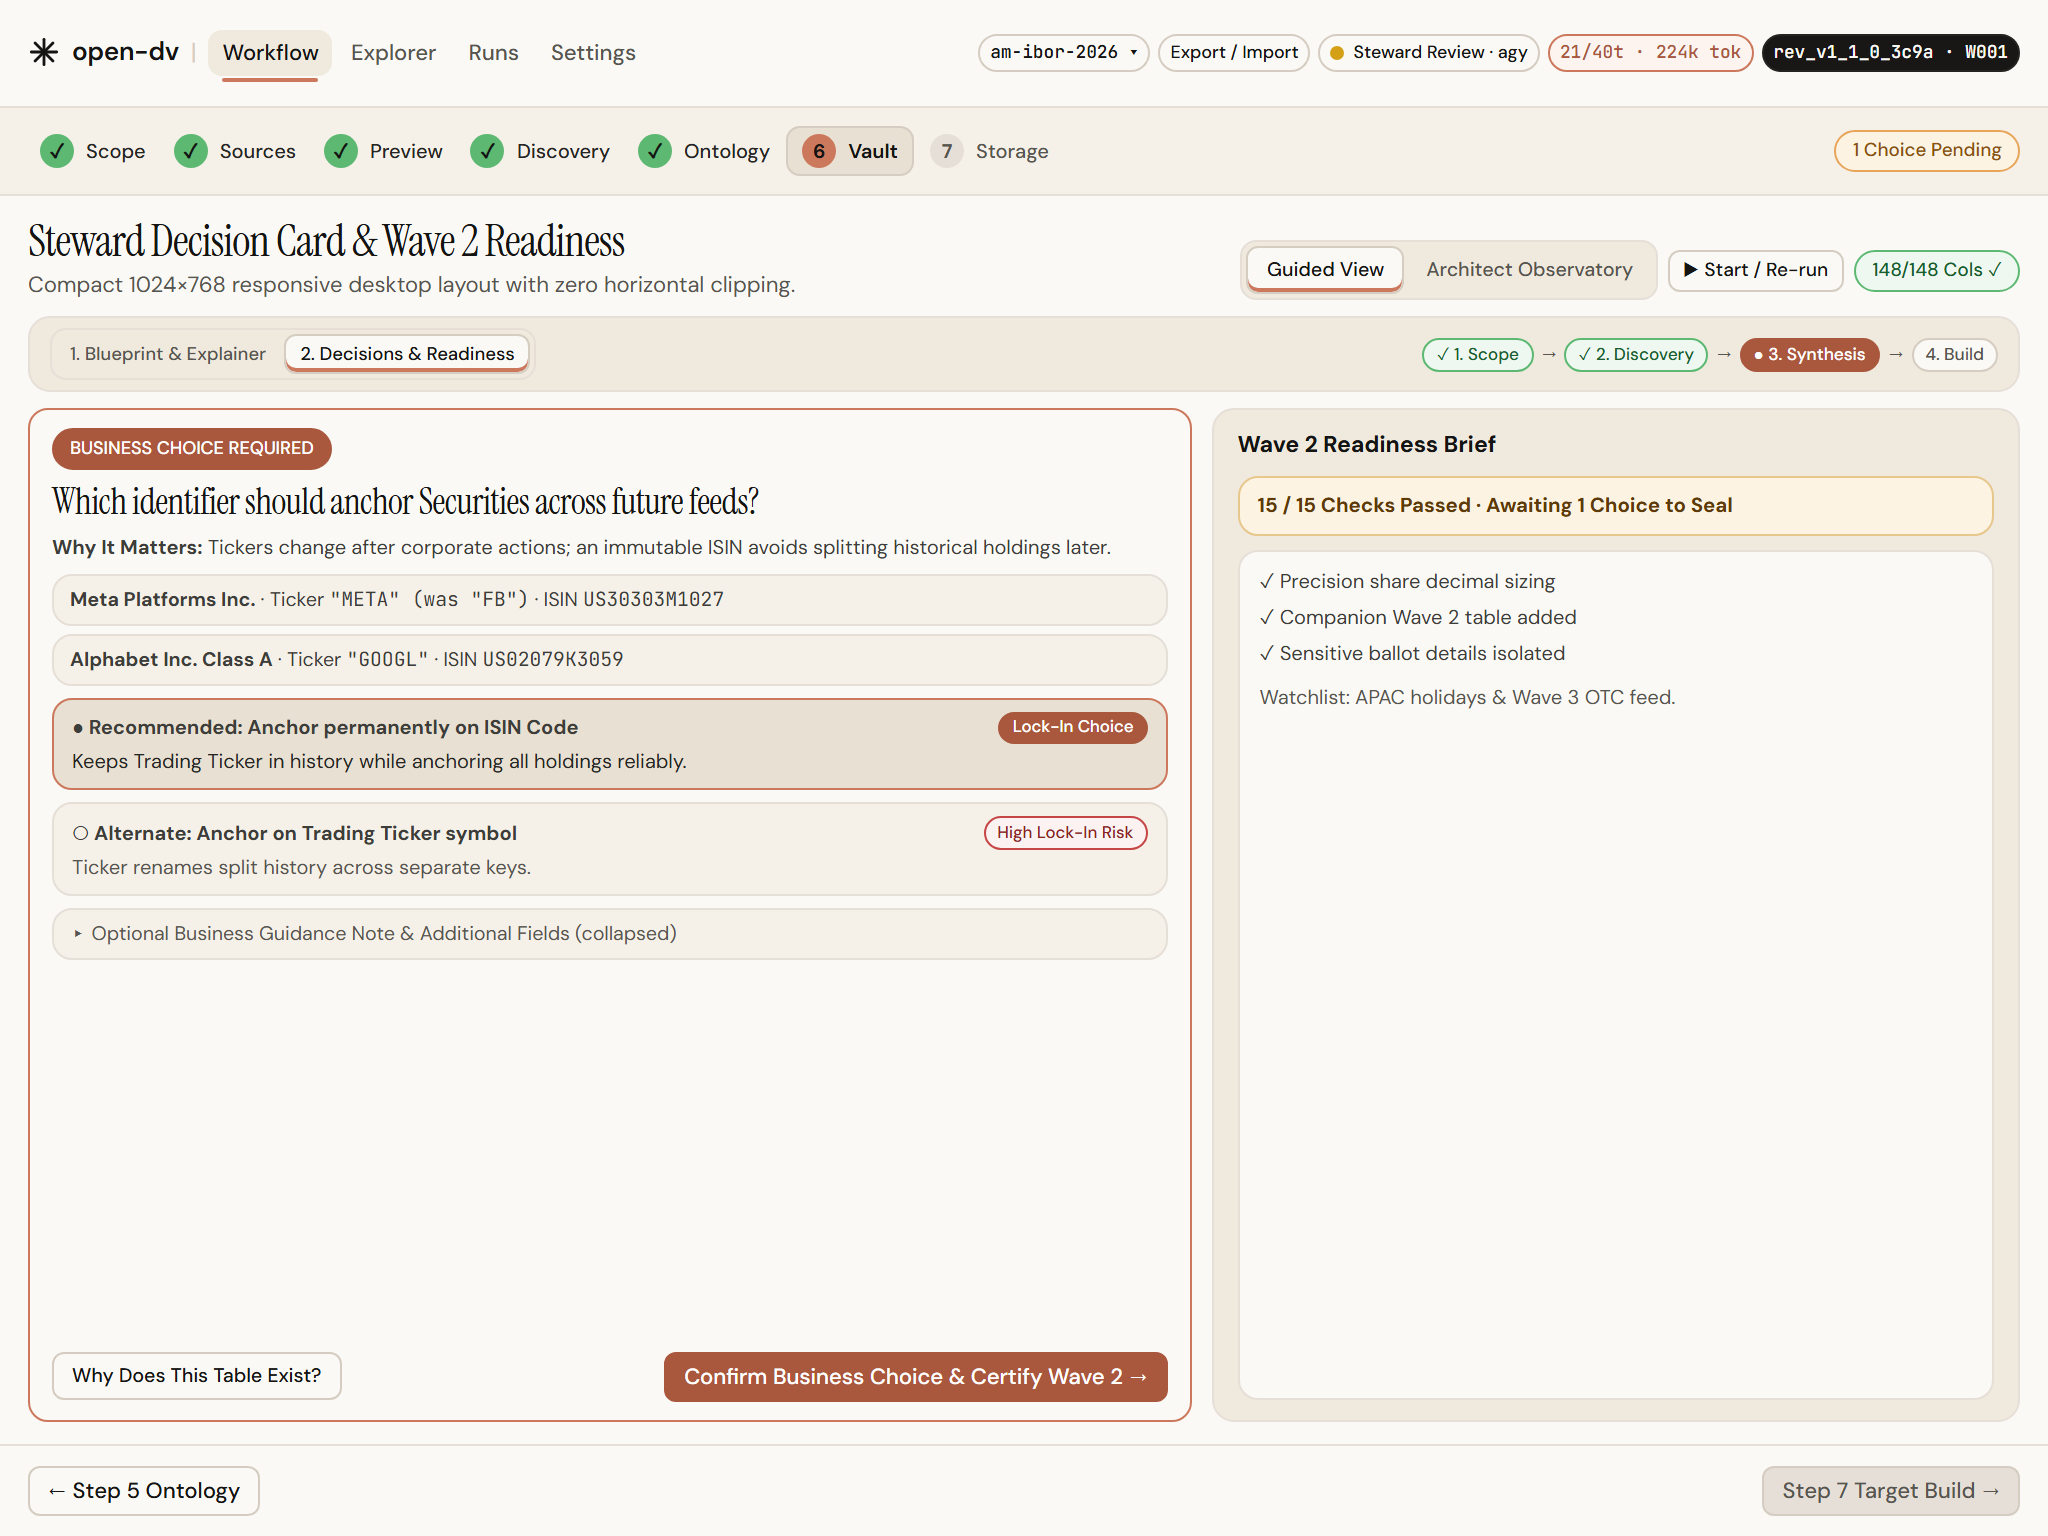 open-dv | Workflow Explorer Runs Settings am-ibor-2026 ▾ Export / Import Steward Review · agy 21/40t · 224k tok rev_v1_1_0_3c9a · W001
✓ Scope ✓ Sources ✓ Preview ✓ Discovery ✓ Ontology 6 Vault 7 Storage 1 Choice Pending
Steward Decision Card & Wave 2 Readiness
Compact 1024×768 responsive desktop layout with zero horizontal clipping.
Guided View Architect Observatory ▶ Start / Re-run 148/148 Cols ✓
1. Blueprint & Explainer 2. Decisions & Readiness ✓ 1. Scope → ✓ 2. Discovery → ● 3. Synthesis → 4. Build
BUSINESS CHOICE REQUIRED
Which identifier should anchor Securities across future feeds?
Why It Matters: Tickers change after corporate actions; an immutable ISIN avoids splitting historical holdings later.
Meta Platforms Inc. · Ticker "META" (was "FB") · ISIN US30303M1027
Alphabet Inc. Class A · Ticker "GOOGL" · ISIN US02079K3059
● Recommended: Anchor permanently on ISIN Code Lock-In Choice
Keeps Trading Ticker in history while anchoring all holdings reliably.
○ Alternate: Anchor on Trading Ticker symbol High Lock-In Risk
Ticker renames split history across separate keys.
▸ Optional Business Guidance Note & Additional Fields (collapsed)
Why Does This Table Exist? Confirm Business Choice & Certify Wave 2 →
Wave 2 Readiness Brief
15 / 15 Checks Passed · Awaiting 1 Choice to Seal
✓ Precision share decimal sizing
✓ Companion Wave 2 table added
✓ Sensitive ballot details isolated
Watchlist: APAC holidays & Wave 3 OTC feed.
← Step 5 Ontology Step 7 Target Build →